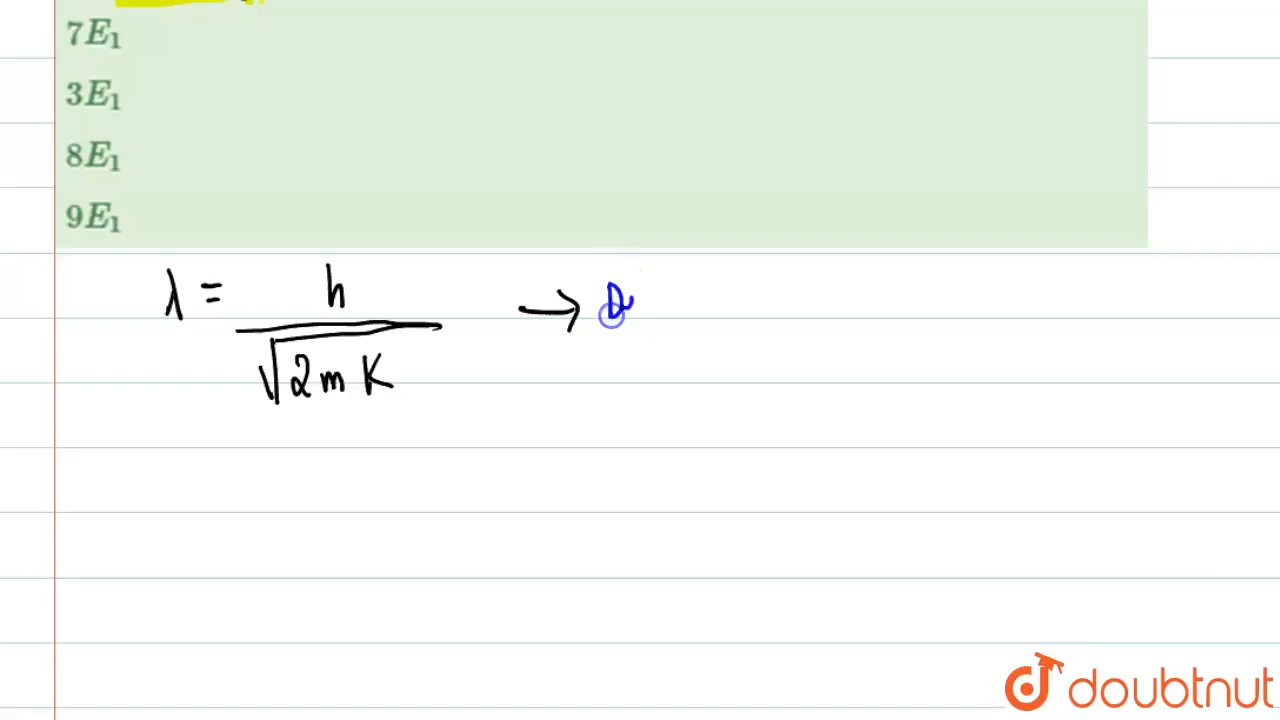 7E₁
3E₁
8E₁
9E₁
λ = h / √2mK → D
doubtnut